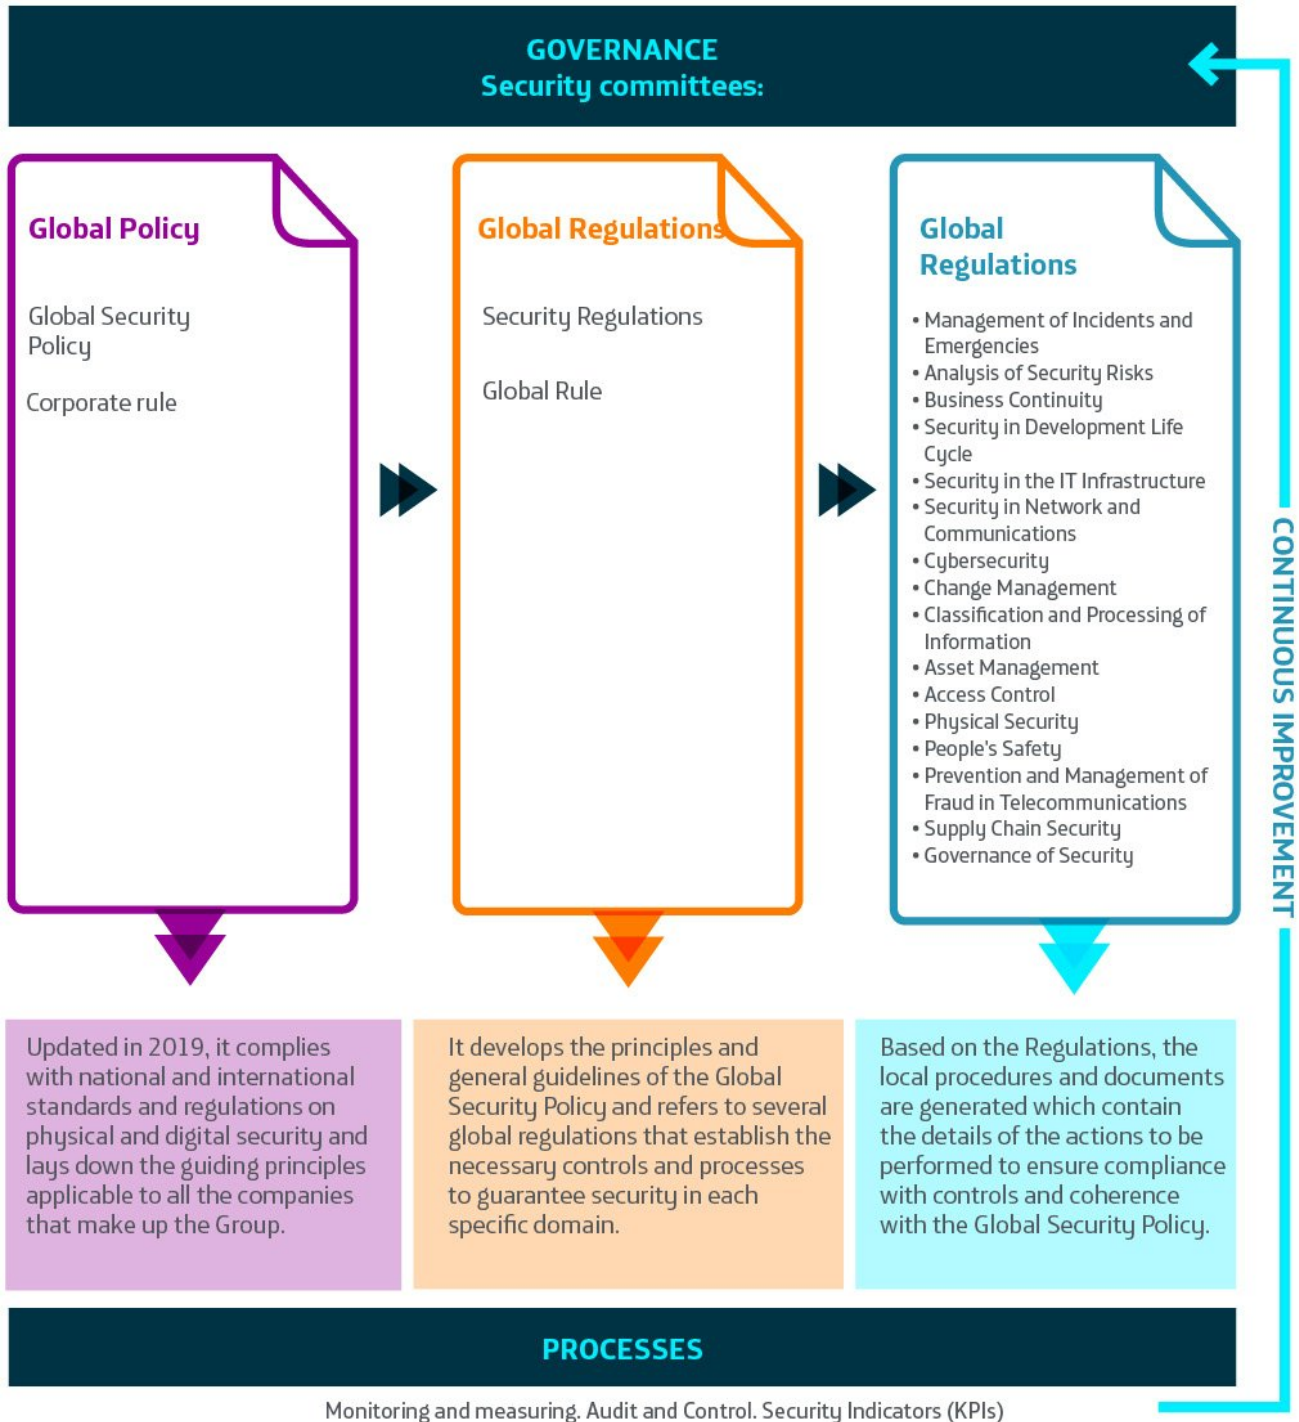 GOVERNANCE
Security committees:
Global Policy
Global Security
Policy
Corporate rule
Global Regulations
Security Regulations
Global Rule
Global
Regulations
• Management of Incidents and
Emergencies
• Analysis of Security Risks
• Business Continuity
• Security in Development Life
Cycle
• Security in the IT Infrastructure
• Security in Network and
Communications
• Cybersecurity
• Change Management
• Classification and Processing of
Information
• Asset Management
• Access Control
• Physical Security
• People's Safety
• Prevention and Management of
Fraud in Telecommunications
• Supply Chain Security
• Governance of Security
CONTINUOUS IMPROVEMENT
Updated in 2019, it complies
with national and international
standards and regulations on
physical and digital security and
lays down the guiding principles
applicable to all the companies
that make up the Group.
It develops the principles and
general guidelines of the Global
Security Policy and refers to several
global regulations that establish the
necessary controls and processes
to guarantee security in each
specific domain.
Based on the Regulations, the
local procedures and documents
are generated which contain
the details of the actions to be
performed to ensure compliance
with controls and coherence
with the Global Security Policy.
PROCESSES
Monitoring and measuring. Audit and Control. Security Indicators (KPIs)